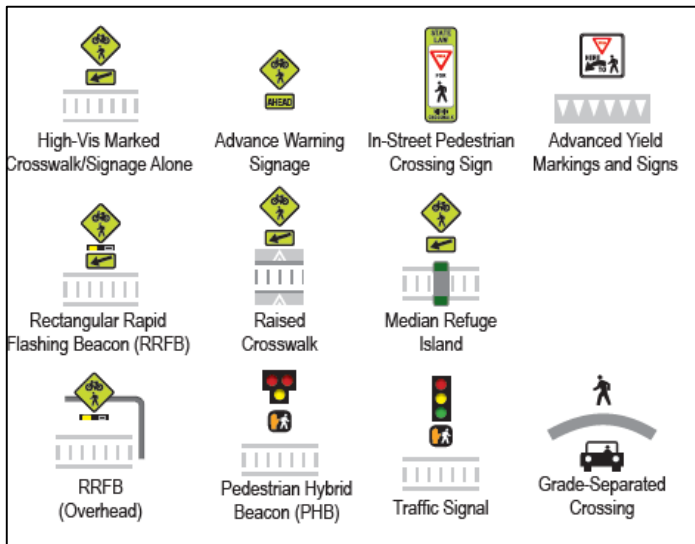 STATE
LAW
FOR
HERE
TO
High-Vis Marked
Crosswalk/Signage Alone
AHEAD
Advance Warning
Signage
In-Street Pedestrian
Crossing Sign
Advanced Yield
Markings and Signs
Rectangular Rapid
Flashing Beacon (RRFB)
Raised
Crosswalk
Median Refuge
Island
RRFB
(Overhead)
Pedestrian Hybrid
Beacon (PHB)
Traffic Signal
Grade-Separated
Crossing